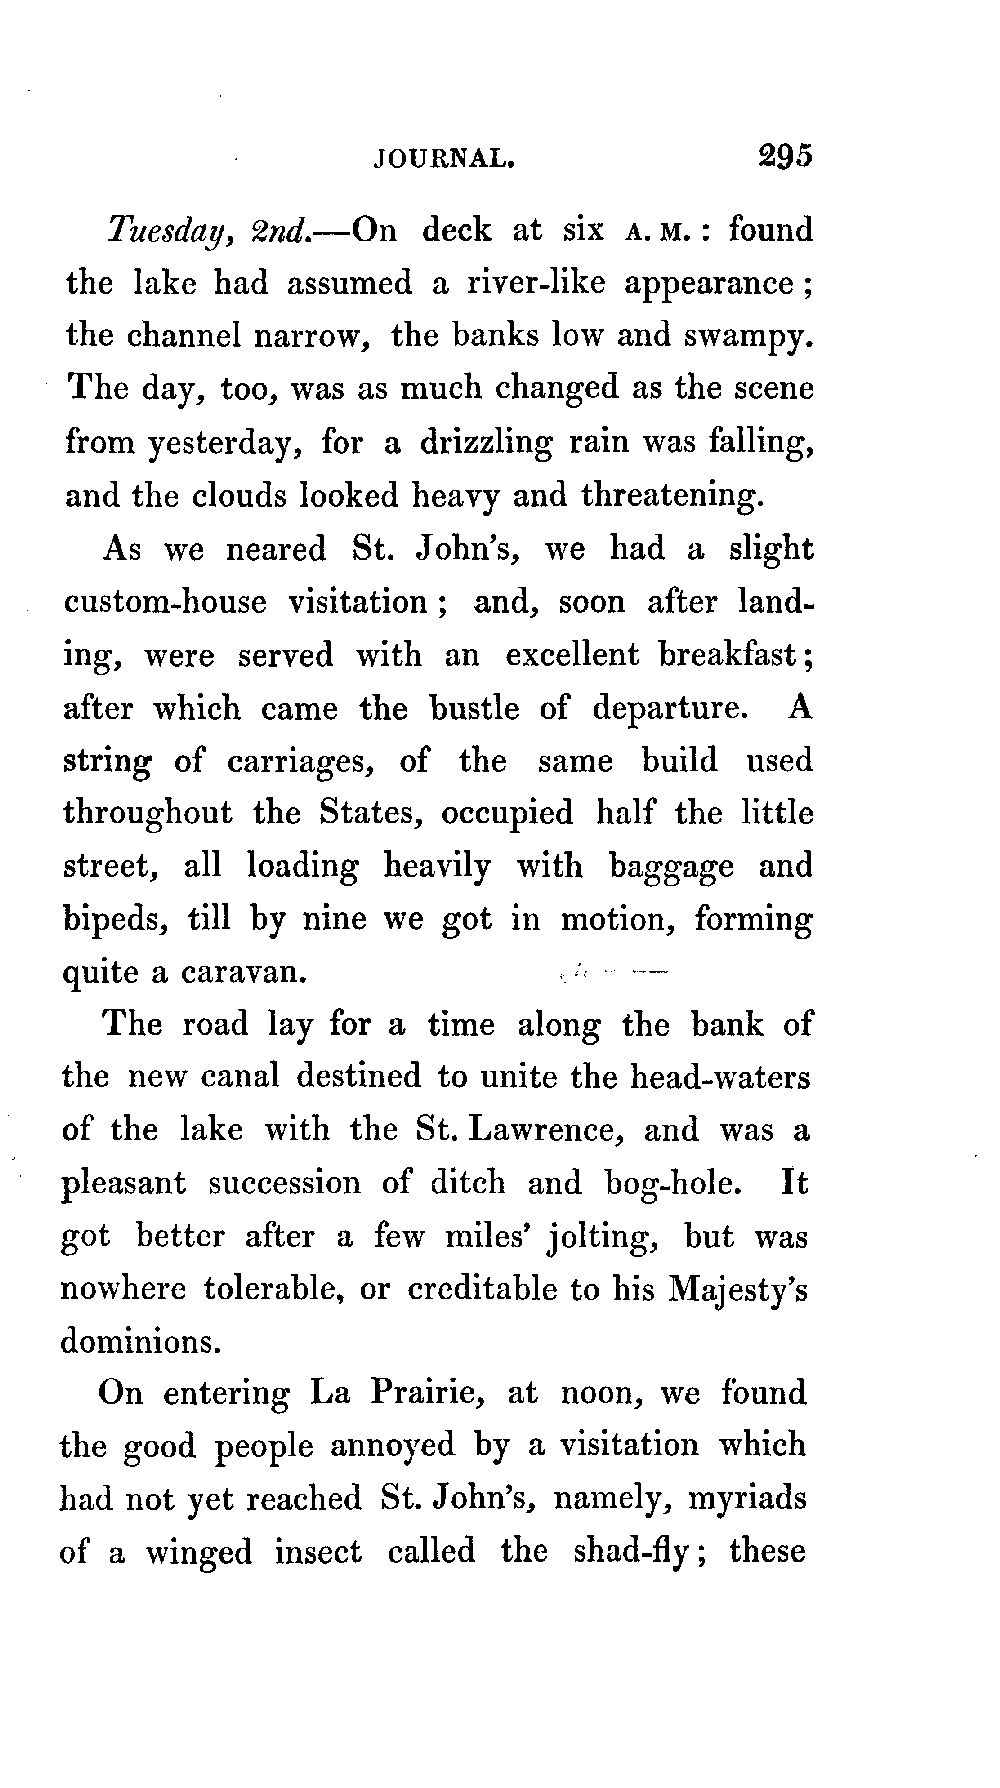 JOURNAL. 295
Tuesday, 2nd.—On deck at six A. M. : found
the lake had assumed a river-like appearance ;
the channel narrow, the banks low and swampy.
The day, too, was as much changed as the scene
from yesterday, for a drizzling rain was falling,
and the clouds looked heavy and threatening.
As we neared St. John's, we had a slight
custom-house visitation ; and, soon after land-
ing, were served with an excellent breakfast ;
after which came the bustle of departure. A
string of carriages, of the same build used
throughout the States, occupied half the little
street, all loading heavily with baggage and
bipeds, till by nine we got in motion, forming
quite a caravan.
The road lay for a time along the bank of
the new canal destined to unite the head-waters
of the lake with the St. Lawrence, and was a
pleasant succession of ditch and bog-hole. It
got better after a few miles' jolting, but was
nowhere tolerable, or creditable to his Majesty's
dominions.
On entering La Prairie, at noon, we found
the good people annoyed by a visitation which
had not yet reached St. John's, namely, myriads
of a winged insect called the shad-fly ; these